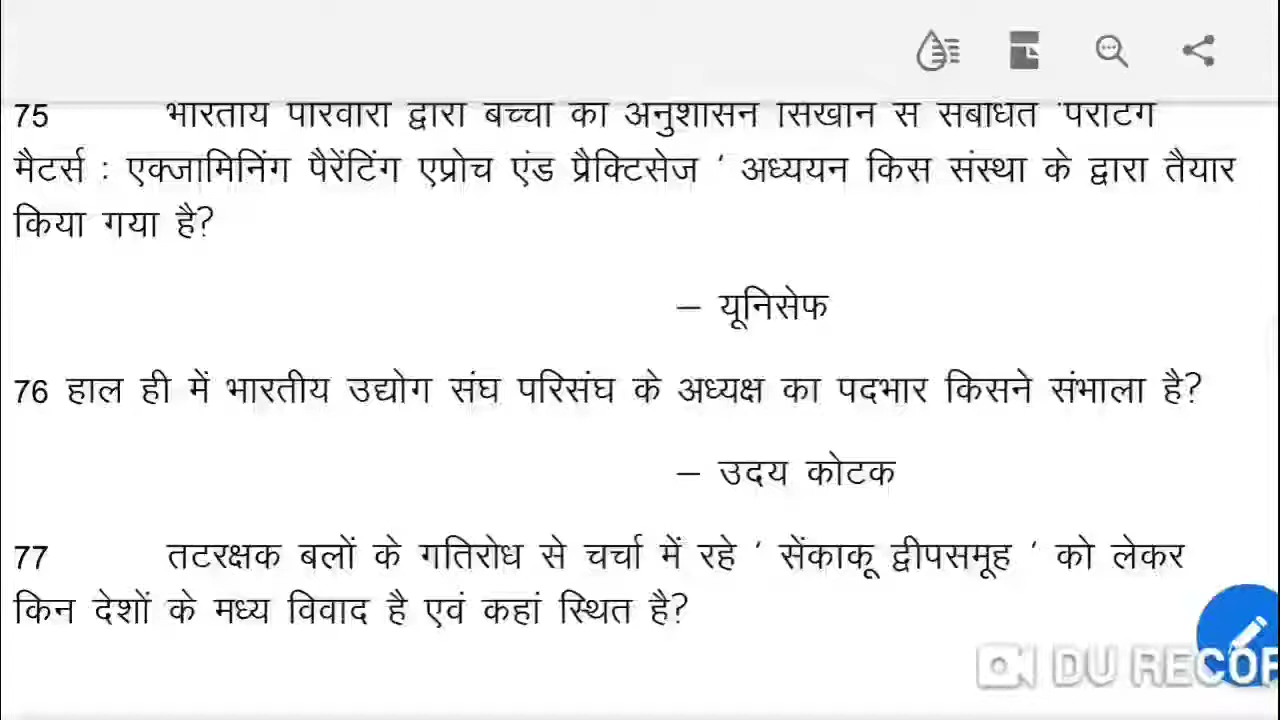 75 भारतीय परिवारों द्वारा बच्चों को अनुशासन सिखाने से संबंधित 'पैरेंटिंग
मैटर्स : एक्जामिनिंग पैरेंटिंग एप्रोच एंड प्रैक्टिसेज ' अध्ययन किस संस्था के द्वारा तैयार
किया गया है?
– यूनिसेफ
76 हाल ही में भारतीय उद्योग संघ परिसंघ के अध्यक्ष का पदभार किसने संभाला है?
– उदय कोटक
77 तटरक्षक बलों के गतिरोध से चर्चा में रहे ' सेंकाकू द्वीपसमूह ' को लेकर
किन देशों के मध्य विवाद है एवं कहां स्थित है?
DU RECOR